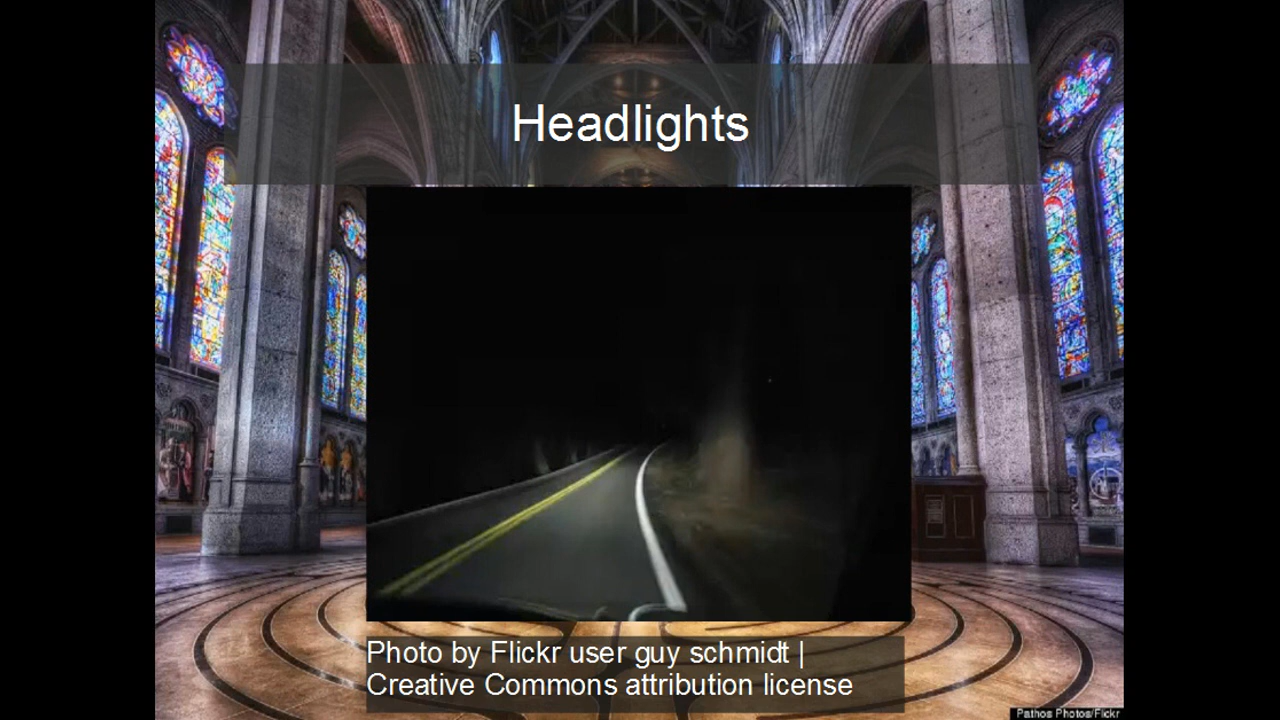 Headlights
Photo by Flickr user guy schmidt |
Creative Commons attribution license
Pathos Photos/Flickr